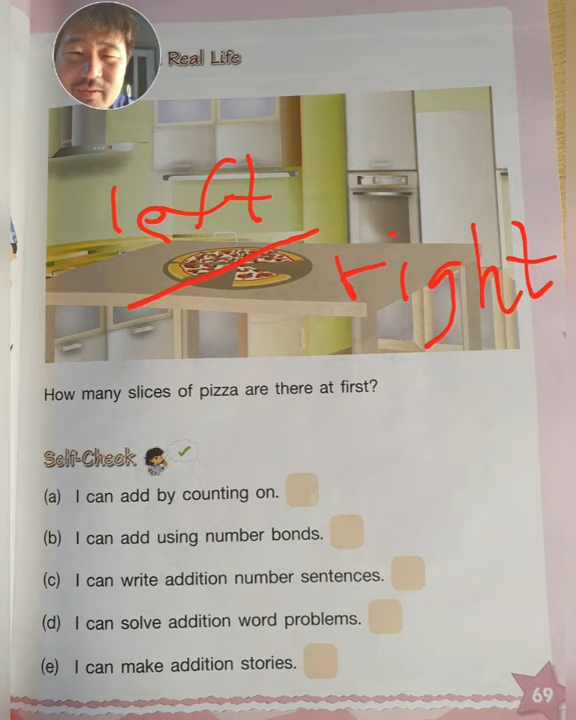 Real Life
left
right
How many slices of pizza are there at first?
Self-Check
(a) I can add by counting on.
(b) I can add using number bonds.
(c) I can write addition number sentences.
(d) I can solve addition word problems.
(e) I can make addition stories.
69